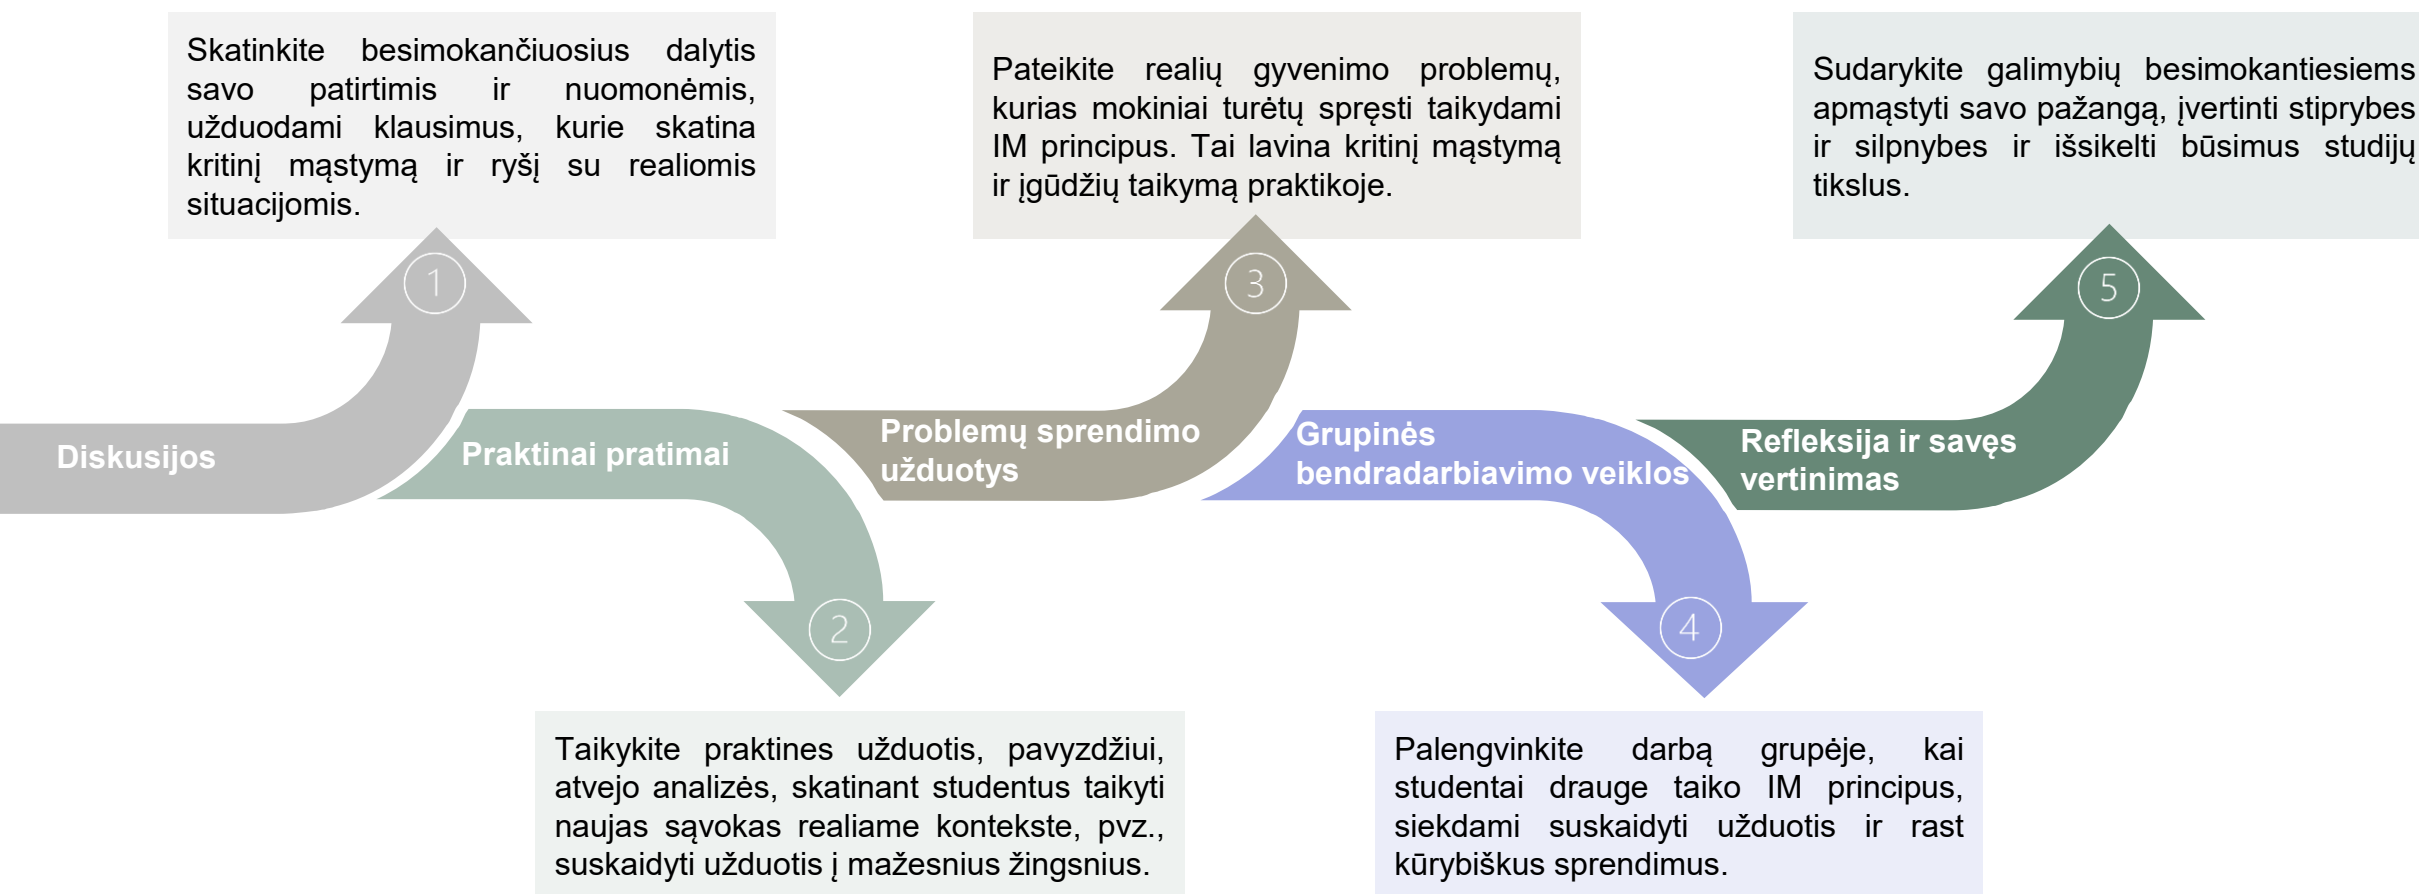 Skatinkite besimokančiuosius dalytis
savo patirtimis ir nuomonėmis,
užduodami klausimus, kurie skatina
kritinį mąstymą ir ryšį su realiomis
situacijomis.
1
Diskusijos
Praktinai pratimai
2
Taikykite praktines užduotis, pavyzdžiui,
atvejo analizės, skatinant studentus taikyti
naujas sąvokas realiame kontekste, pvz.,
suskaidyti užduotis į mažesnius žingsnius.
Pateikite realių gyvenimo problemų,
kurias mokiniai turėtų spręsti taikydami
IM principus. Tai lavina kritinį mąstymą
ir įgūdžių taikymą praktikoje.
3
Problemų sprendimo
užduotys
Grupinės
bendradarbiavimo veiklos
4
Palengvinkite darbą grupėje, kai
studentai drauge taiko IM principus,
siekdami suskaidyti užduotis ir rast
kūrybiškus sprendimus.
Sudarykite galimybių besimokantiesiems
apmąstyti savo pažangą, įvertinti stiprybes
ir silpnybes ir išsikelti būsimus studijų
tikslus.
5
Refleksija ir savęs
vertinimas